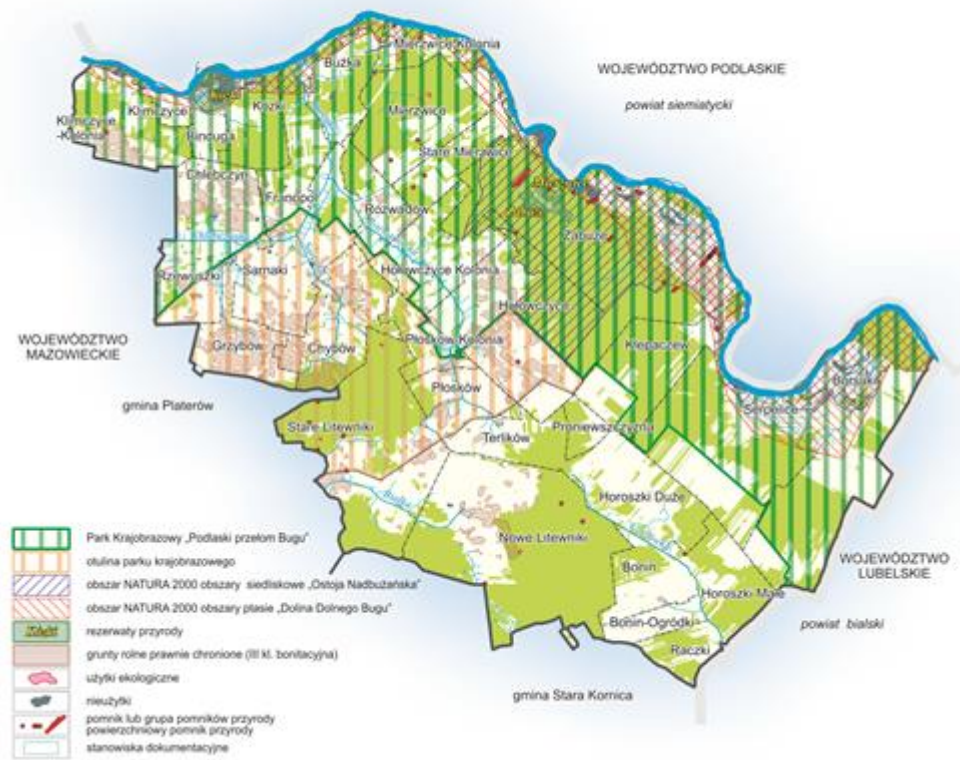 Mierzwice Kolonia
Bużka
WOJEWÓDZTWO PODLASKIE
powiat siemiatycki
Kózki
Klimczyce
Mierzwice
Klimczyce
-Kolonia
Binduga
Stare Mierzwice
Chlebczyn
Franopol
Rozwadów
Zabuże
Rzewuszki
Sarnaki
Hołowczyce Kolonia
Hołowczyce
WOJEWÓDZTWO
MAZOWIECKIE
Grzybów
Chybów
Płosków-Kolonia
Klepaczew
Borsuki
Serpelice
gmina Platerów
Płosków
Stare Litewniki
Terlików
Proniewszczyzna
Horoszki Duże
Nowe Litewniki
Bonin
WOJEWÓDZTWO
LUBELSKIE
Horoszki Małe
Bonin-Ogródki
powiat bialski
Raczki
gmina Stara Kornica
Park Krajobrazowy „Podlaski przełom Bugu"
otulina parku krajobrazowego
obszar NATURA 2000 obszary siedliskowe „Ostoja Nadbużańska"
obszar NATURA 2000 obszary ptasie „Dolina Dolnego Bugu"
rezerwaty przyrody
grunty rolne prawnie chronione (III kl. bonitacyjna)
użytki ekologiczne
nieużytki
pomnik lub grupa pomników przyrody
powierzchniowy pomnik przyrody
stanowiska dokumentacyjne